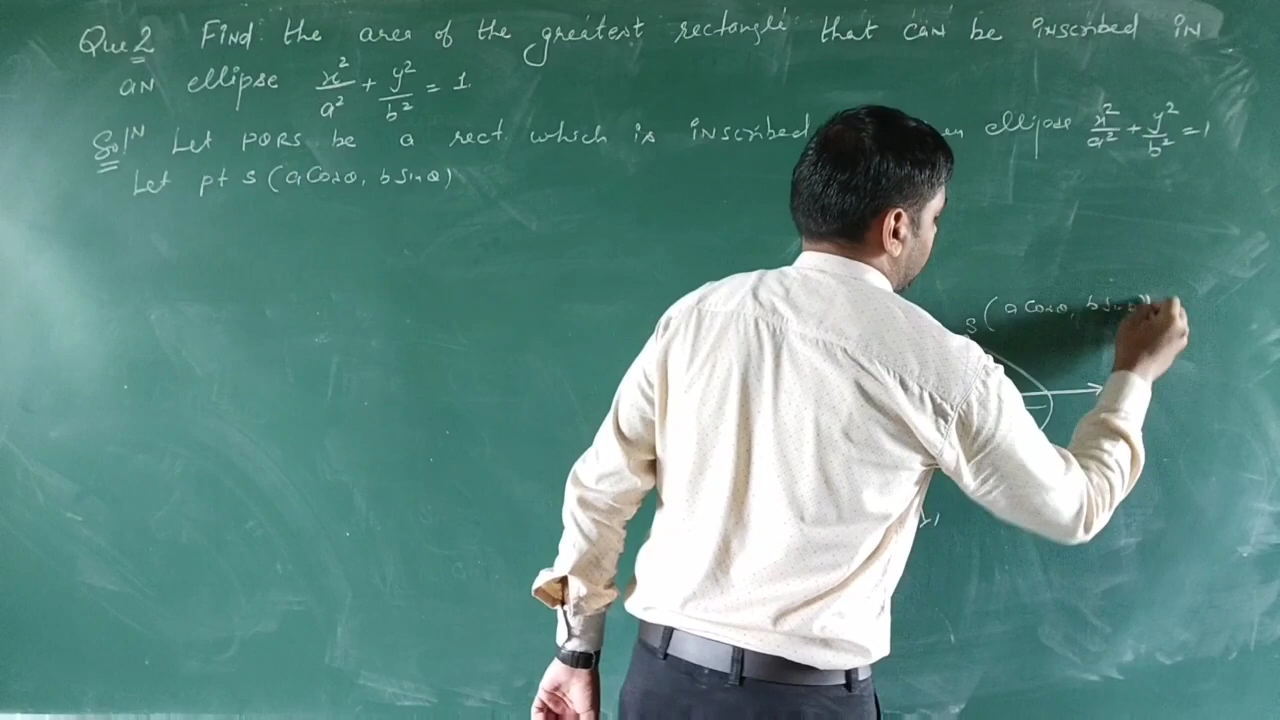 Que 2 Find the area of the greatest rectangle that can be inscribed in
an ellipse x²/a² + y²/b² = 1.
Solᴺ Let PQRS be a rect. which is inscribed en ellipse x²/a² + y²/b² = 1
Let pt S (a Cosθ, b Sinθ)
S (a Cosθ, b Sinθ)